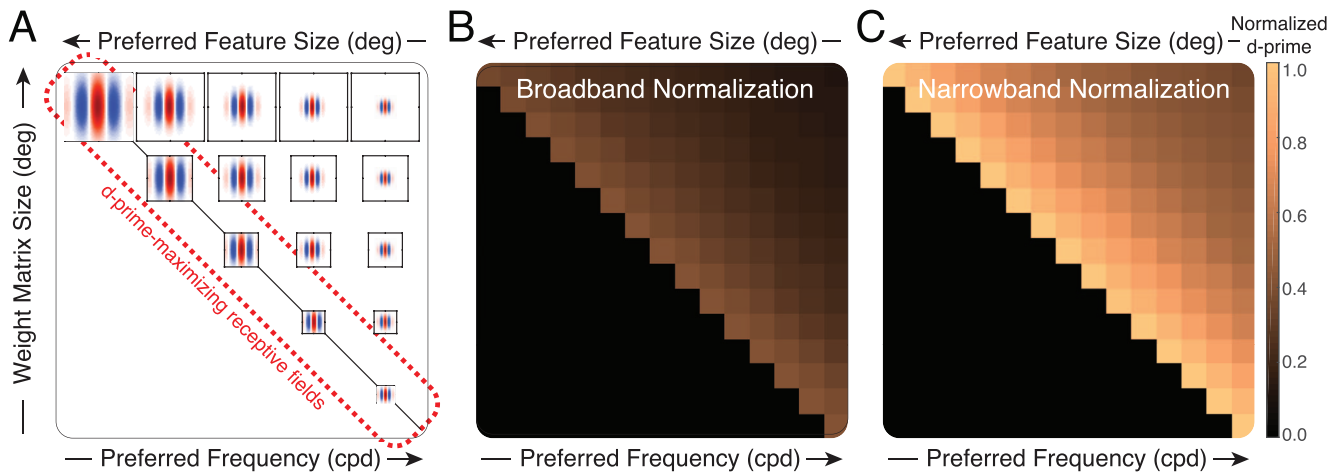 A
Preferred Feature Size (deg)
Weight Matrix Size (deg)
d-prime-maximizing receptive fields
Preferred Frequency (cpd)
B
Preferred Feature Size (deg)
Broadband Normalization
Preferred Frequency (cpd)
C
Preferred Feature Size (deg)
Narrowband Normalization
Preferred Frequency (cpd)
Normalized
d-prime
1.0
0.8
0.6
0.4
0.2
0.0